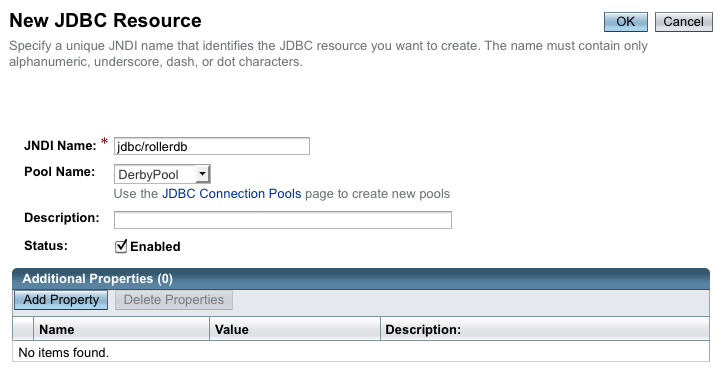 New JDBC Resource
OK Cancel
Specify a unique JNDI name that identifies the JDBC resource you want to create. The name must contain only
alphanumeric, underscore, dash, or dot characters.
JNDI Name: * jdbc/rollerdb
Pool Name: DerbyPool
Use the JDBC Connection Pools page to create new pools
Description:
Status: Enabled
Additional Properties (0)
Add Property Delete Properties
Name Value Description:
No items found.